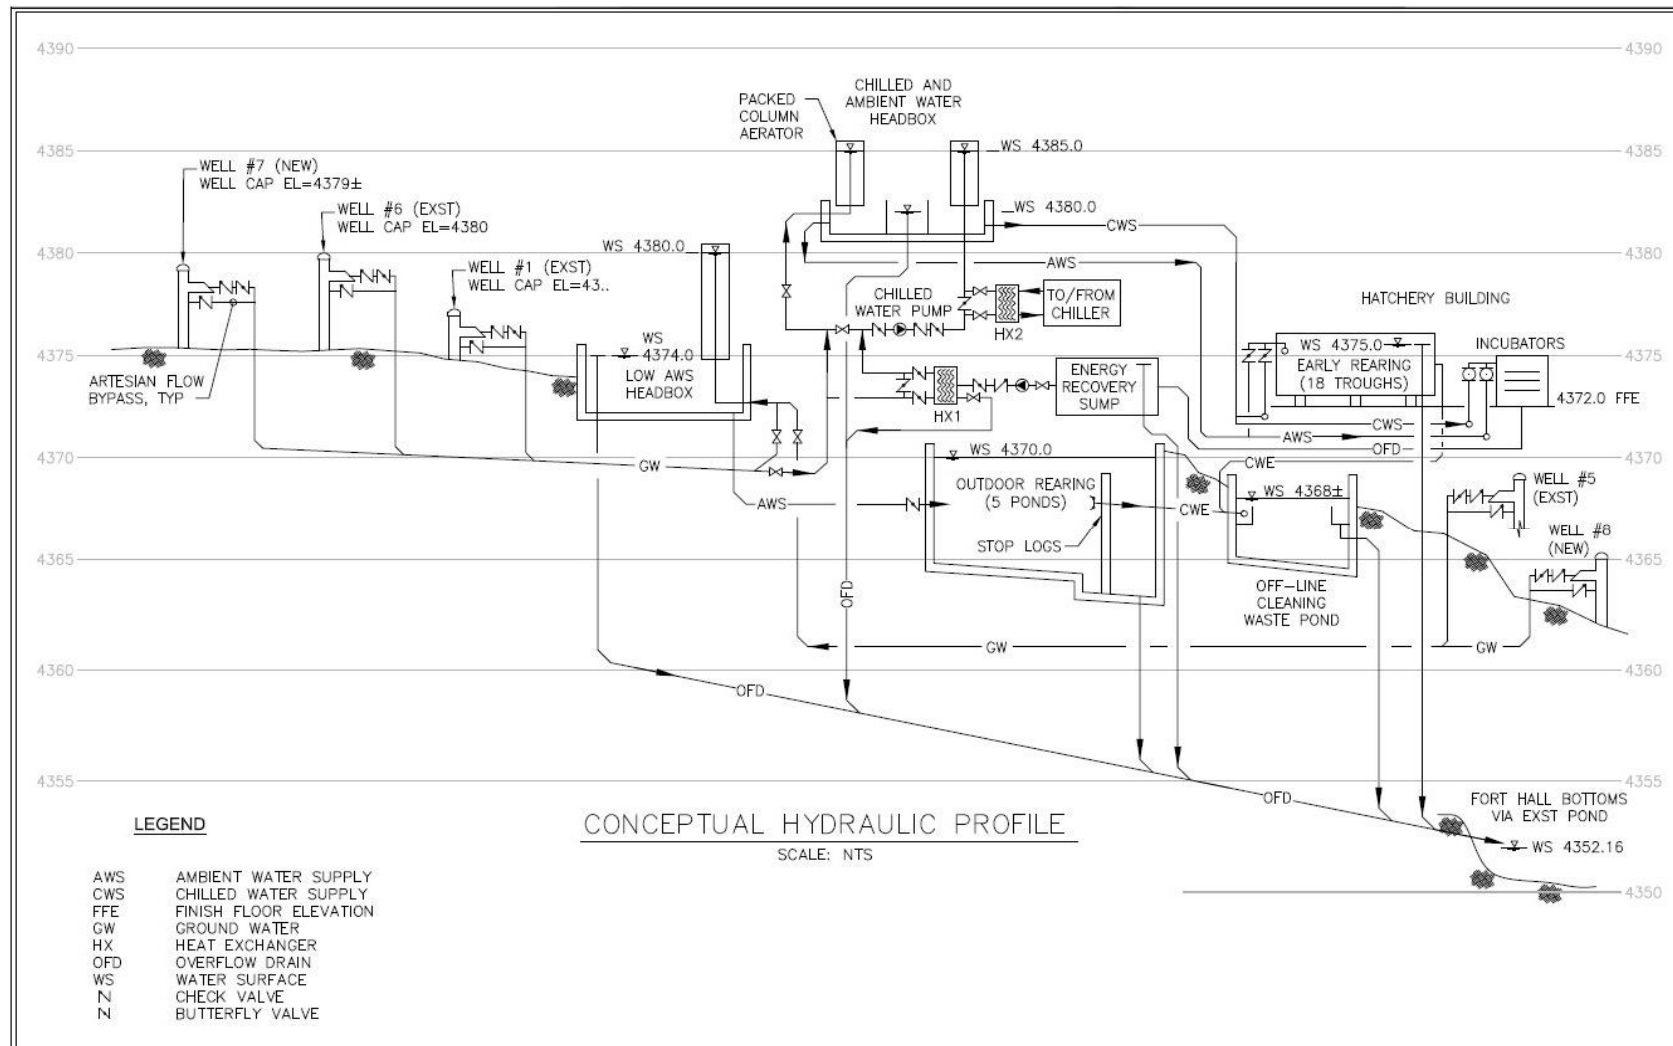 4390
4390
CHILLED AND
AMBIENT WATER
HEADBOX
PACKED
COLUMN
AERATOR
4385
WS 4385.0
4385
WELL #7 (NEW)
WELL CAP EL=4379±
WELL #6 (EXST)
WELL CAP EL=4380
WS 4380.0
CWS
4380
WS 4380.0
4380
WELL #1 (EXST)
WELL CAP EL=43..
AWS
CHILLED
WATER PUMP
TO/FROM
CHILLER
HX2
HATCHERY BUILDING
4375
WS
4374.0
LOW AWS
HEADBOX
WS 4375.0
EARLY REARING
(18 TROUGHS)
INCUBATORS
4375
ARTESIAN FLOW
BYPASS, TYP
HX1
ENERGY
RECOVERY
SUMP
4372.0 FFE
CWS
AWS
OFD
4370
GW
WS 4370.0
CWE
4370
AWS
OUTDOOR REARING
(5 PONDS)
CWE
WS 4368±
WELL #5
(EXST)
STOP LOGS
WELL #8
(NEW)
4365
4365
OFD
OFF-LINE
CLEANING
WASTE POND
GW
GW
4360
4360
OFD
4355
4355
OFD
FORT HALL BOTTOMS
VIA EXST POND
WS 4352.16
4350
LEGEND
CONCEPTUAL HYDRAULIC PROFILE
SCALE: NTS
AWS AMBIENT WATER SUPPLY
CWS CHILLED WATER SUPPLY
FFE FINISH FLOOR ELEVATION
GW GROUND WATER
HX HEAT EXCHANGER
OFD OVERFLOW DRAIN
WS WATER SURFACE
CHECK VALVE
BUTTERFLY VALVE